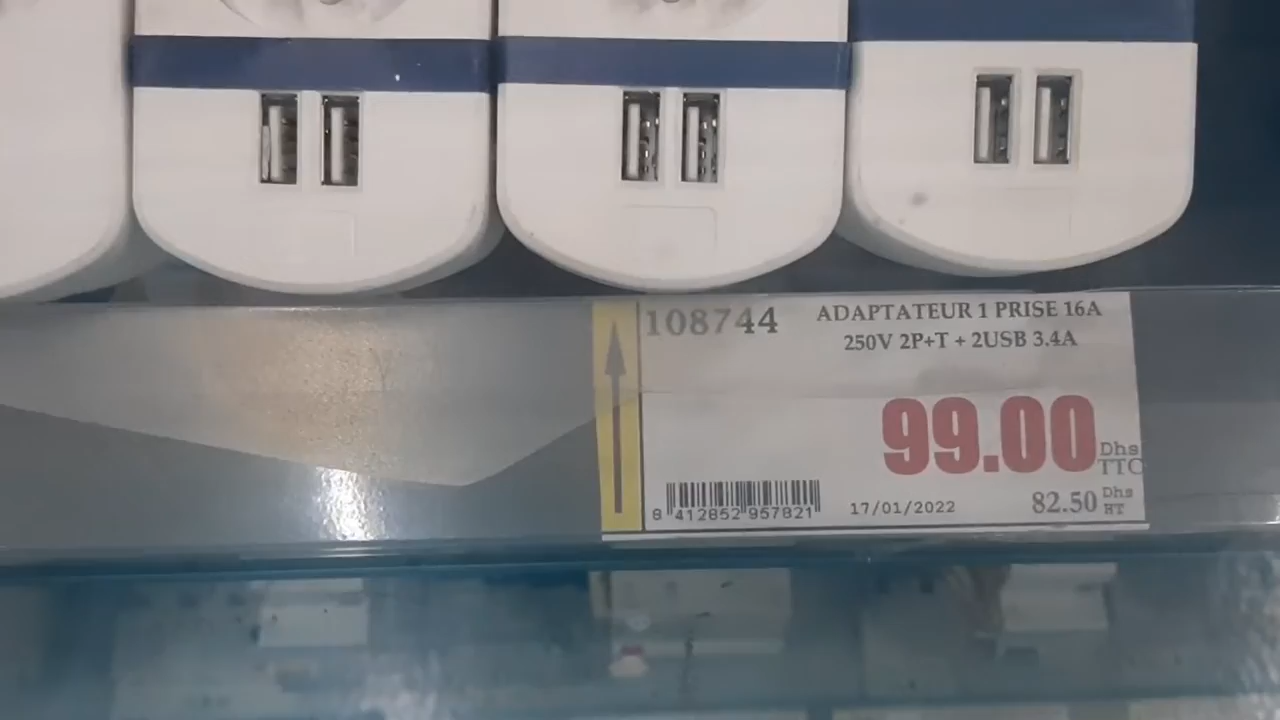 108744
ADAPTATEUR 1 PRISE 16A
250V 2P+T + 2USB 3.4A
99.00 Dhs TTC
8 412852 957821
17/01/2022
82.50 Dhs HT